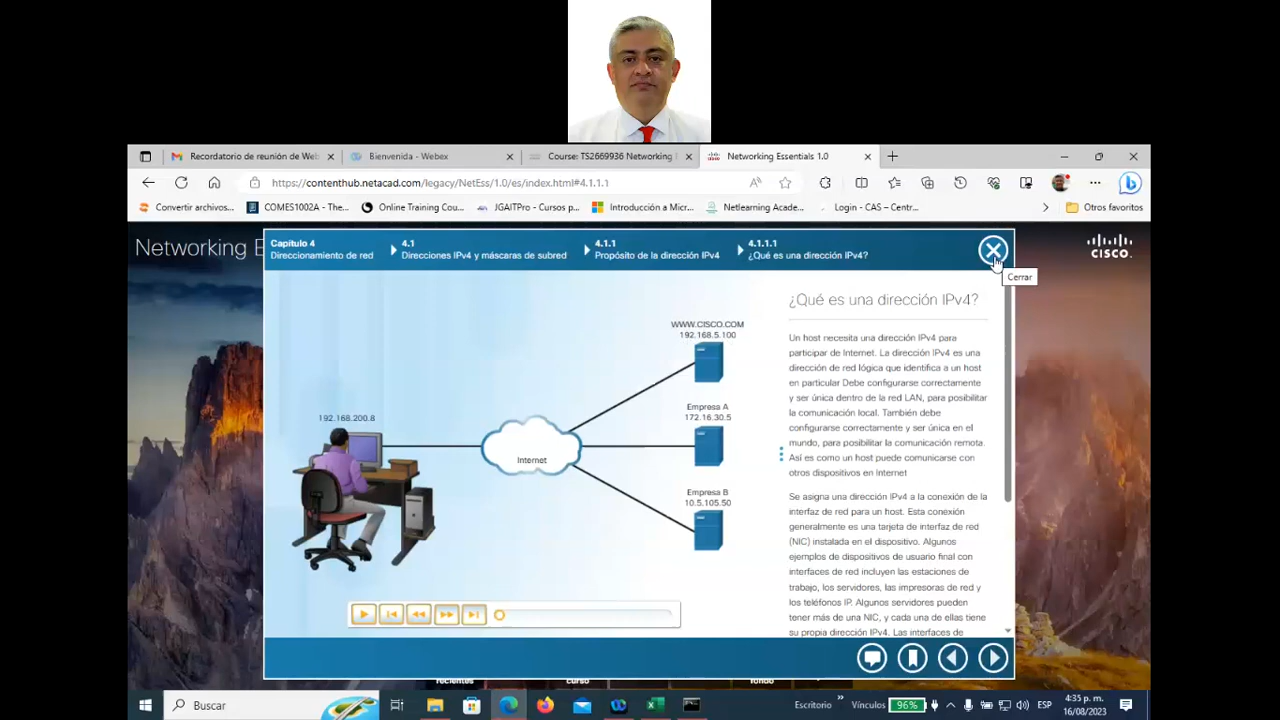 Recordatorio de reunión de Web
Bienvenida - Webex
Course: TS2669936 Networking
Networking Essentials 1.0
https://contenthub.netacad.com/legacy/NetEss/1.0/es/index.html#4.1.1.1
Convertir archivos...
COMES1002A - The...
Online Training Cou...
JGAITPro - Cursos p...
Introducción a Micr...
Netlearning Acade...
Login - CAS – Centr...
Otros favoritos
Networking E
CISCO.
Capítulo 4
Direccionamiento de red
4.1
Direcciones IPv4 y máscaras de subred
4.1.1
Propósito de la dirección IPv4
4.1.1.1
¿Qué es una dirección IPv4?
Cerrar
WWW.CISCO.COM
192.168.5.100
Empresa A
172.16.30.5
192.168.200.8
Internet
Empresa B
10.5.105.50
¿Qué es una dirección IPv4?
Un host necesita una dirección IPv4 para
participar de Internet. La dirección IPv4 es una
dirección de red lógica que identifica a un host
en particular Debe configurarse correctamente
y ser única dentro de la red LAN, para posibilitar
la comunicación local. También debe
configurarse correctamente y ser única en el
mundo, para posibilitar la comunicación remota.
Así es como un host puede comunicarse con
otros dispositivos en Internet
Se asigna una dirección IPv4 a la conexión de la
interfaz de red para un host. Esta conexión
generalmente es una tarjeta de interfaz de red
(NIC) instalada en el dispositivo. Algunos
ejemplos de dispositivos de usuario final con
interfaces de red incluyen las estaciones de
trabajo, los servidores, las impresoras de red y
los teléfonos IP. Algunos servidores pueden
tener más de una NIC, y cada una de ellas tiene
su propia dirección IPv4. Las interfaces de
recientes
curso
fondo
Buscar
Escritorio
Vínculos
96%
ESP
4:35 p. m.
16/08/2023